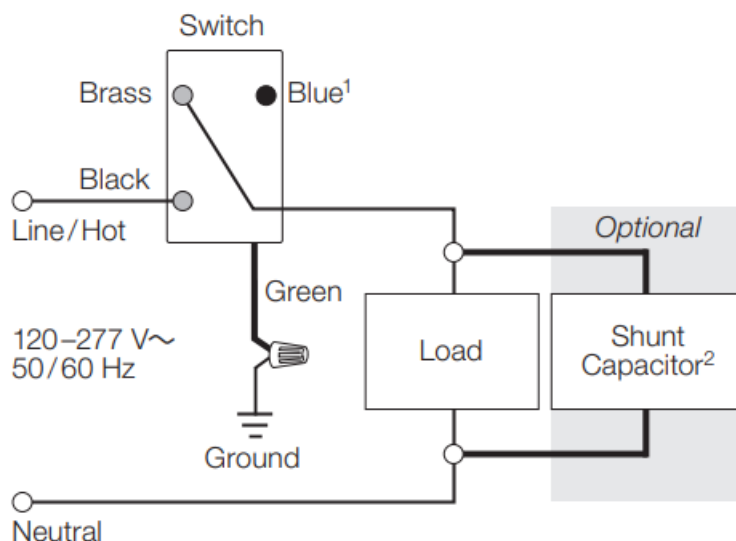 Switch
Brass
Blue¹
Black
Line/Hot
Optional
Green
120–277 V~
50/60 Hz
Load
Shunt
Capacitor²
Ground
Neutral